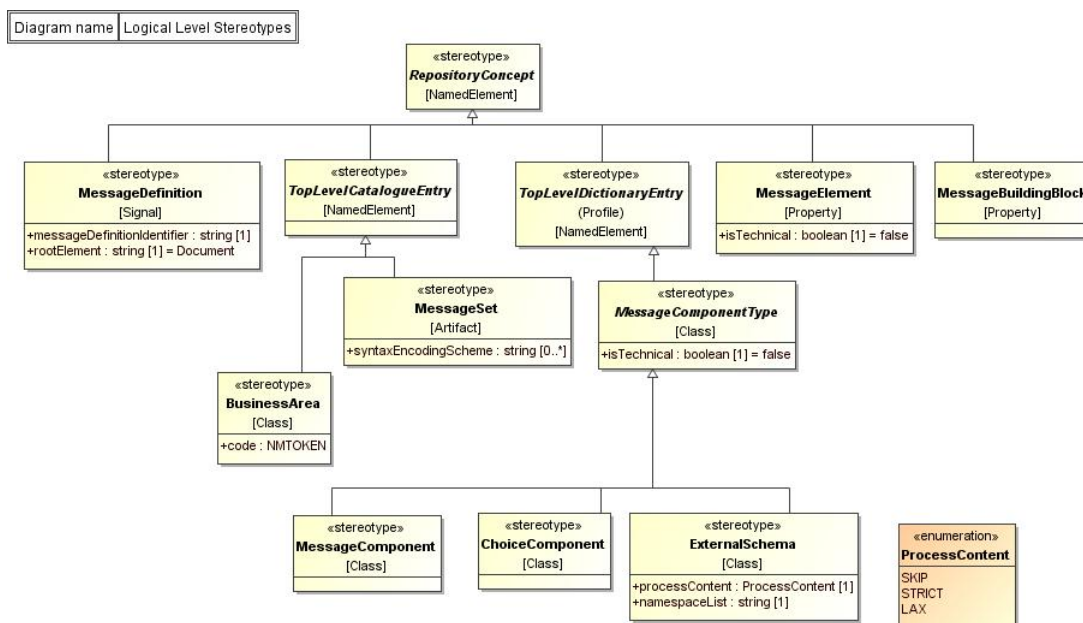 Diagram name Logical Level Stereotypes
«stereotype»
RepositoryConcept
[NamedElement]
«stereotype»
MessageDefinition
[Signal]
+messageDefinitionIdentifier : string [1]
+rootElement : string [1] = Document
«stereotype»
TopLevelCatalogueEntry
[NamedElement]
«stereotype»
TopLevelDictionaryEntry
(Profile)
[NamedElement]
«stereotype»
MessageElement
[Property]
+isTechnical : boolean [1] = false
«stereotype»
MessageBuildingBlock
[Property]
«stereotype»
MessageSet
[Artifact]
+syntaxEncodingScheme : string [0..*]
«stereotype»
MessageComponentType
[Class]
+isTechnical : boolean [1] = false
«stereotype»
BusinessArea
[Class]
+code : NMTOKEN
«stereotype»
MessageComponent
[Class]
«stereotype»
ChoiceComponent
[Class]
«stereotype»
ExternalSchema
[Class]
+processContent : ProcessContent [1]
+namespaceList : string [1]
«enumeration»
ProcessContent
SKIP
STRICT
LAX